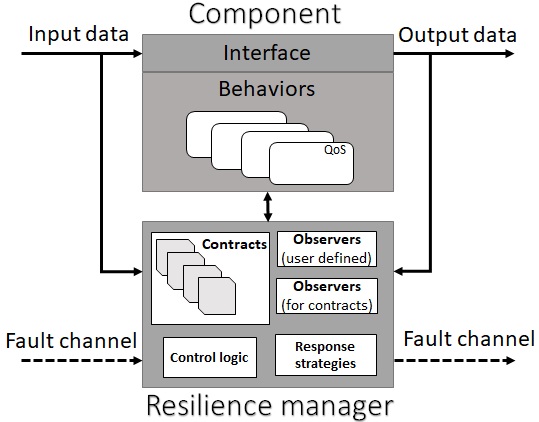 Component
Input data
Output data
Interface
Behaviors
QoS
Contracts
Observers
(user defined)
Observers
(for contracts)
Fault channel
Fault channel
Control logic
Response
strategies
Resilience manager